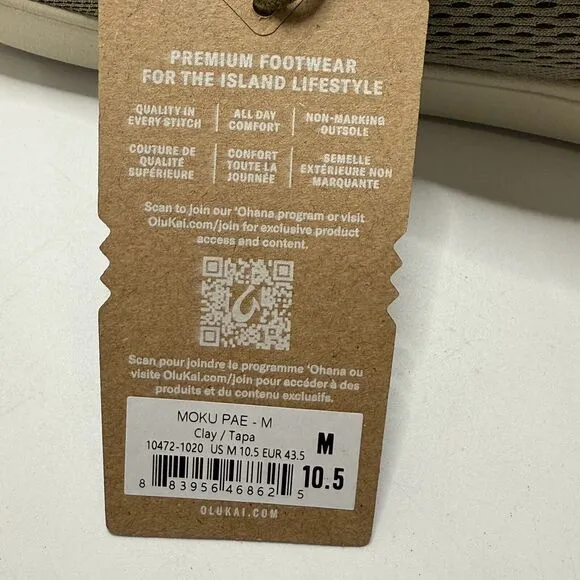 PREMIUM FOOTWEAR
FOR THE ISLAND LIFESTYLE
QUALITY IN
EVERY STITCH
ALL DAY
COMFORT
NON-MARKING
OUTSOLE
COUTURE DE
QUALITÉ
SUPÉRIEURE
CONFORT
TOUTE LA
JOURNÉE
SEMELLE
EXTÉRIEURE NON
MARQUANTE
Scan to join our 'Ohana program or visit
OluKai.com/join for exclusive product
access and content.
Scan pour joindre le programme 'Ohana ou
visite OluKai.com/join pour accéder à des
produits et du contenu exclusifs.
MOKU PAE - M
Clay / Tapa
10472-1020 US M 10.5 EUR 43.5
M
10.5
8 83956 46862 5
OLUKAI.COM